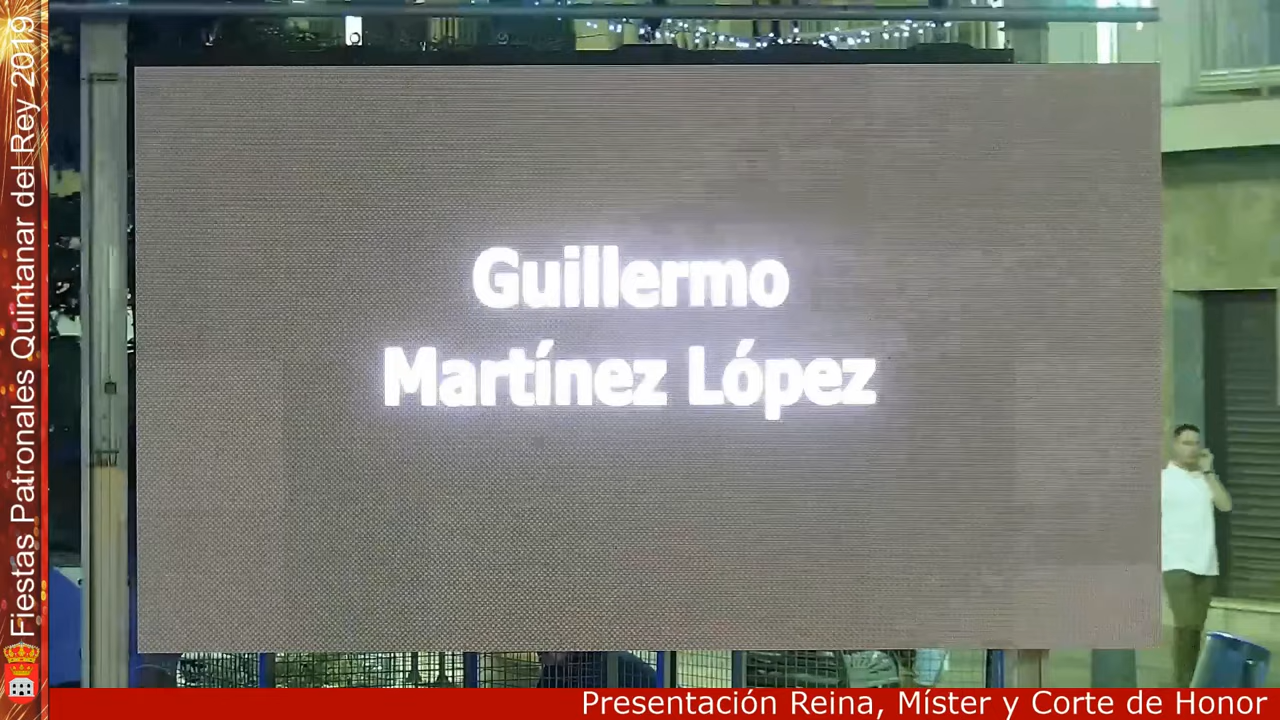 Fiestas Patronales Quintanar del Rey 2019
Guillermo
Martínez López
Presentación Reina, Míster y Corte de Honor